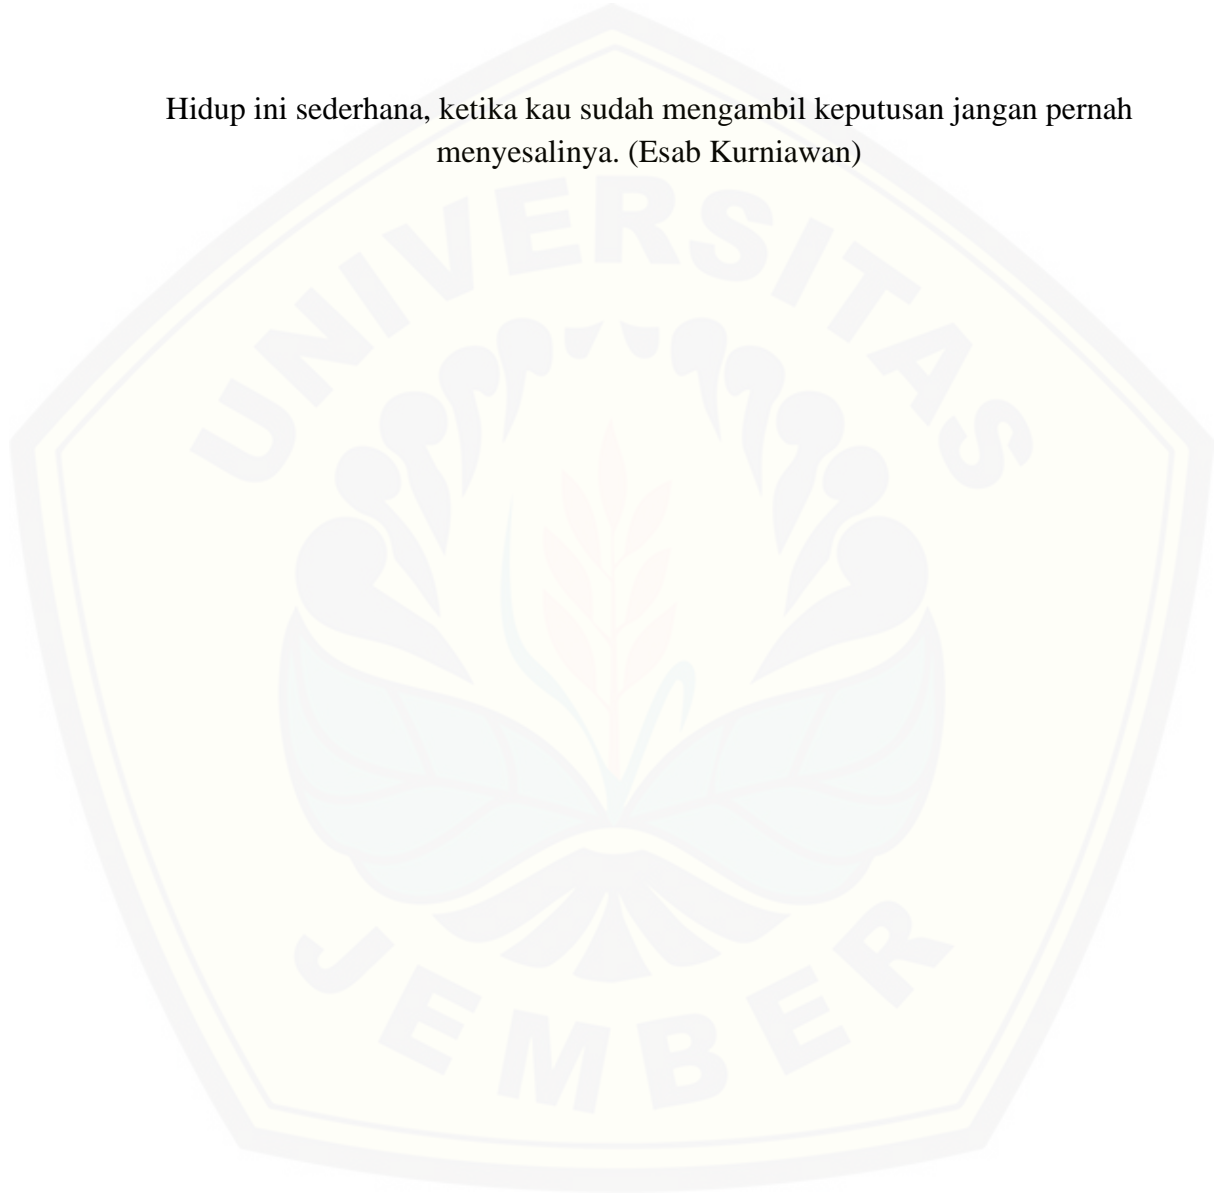 Hidup ini sederhana, ketika kau sudah mengambil keputusan jangan pernah
menyesalinya. (Esab Kurniawan)
UNIVERSITAS
JEMBER